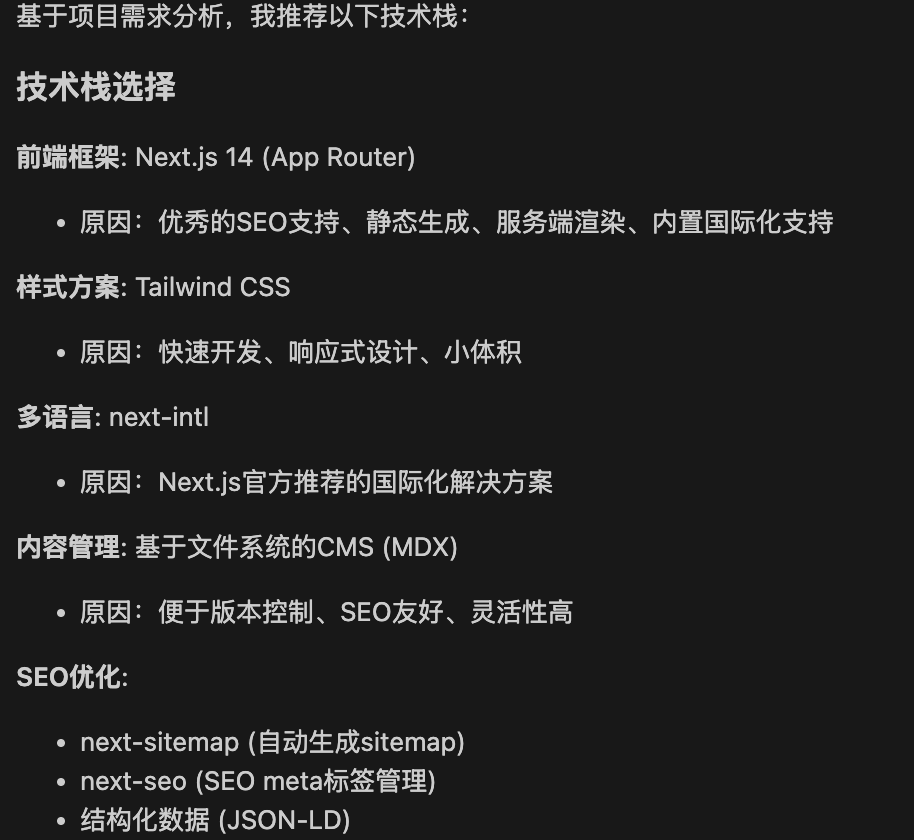 基于项目需求分析，我推荐以下技术栈：
技术栈选择
前端框架: Next.js 14 (App Router)
• 原因：优秀的SEO支持、静态生成、服务端渲染、内置国际化支持
样式方案: Tailwind CSS
• 原因：快速开发、响应式设计、小体积
多语言: next-intl
• 原因：Next.js官方推荐的国际化解决方案
内容管理: 基于文件系统的CMS (MDX)
• 原因：便于版本控制、SEO友好、灵活性高
SEO优化:
• next-sitemap (自动生成sitemap)
• next-seo (SEO meta标签管理)
• 结构化数据 (JSON-LD)